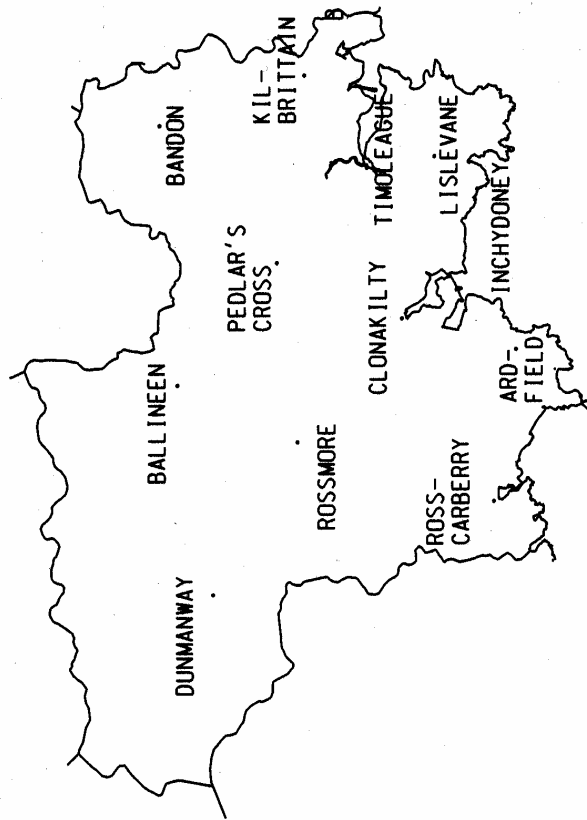 BANDON
KIL-
BRITTAIN
DUNMANWAY
BALLINEEN
PEDLAR'S
CROSS
ROSSMORE
CLONAKILTY
TIMOLEAGUE
ROSS-
CARBERRY
LISLEVANE
ARD-
FIELD
INCHYDONEY